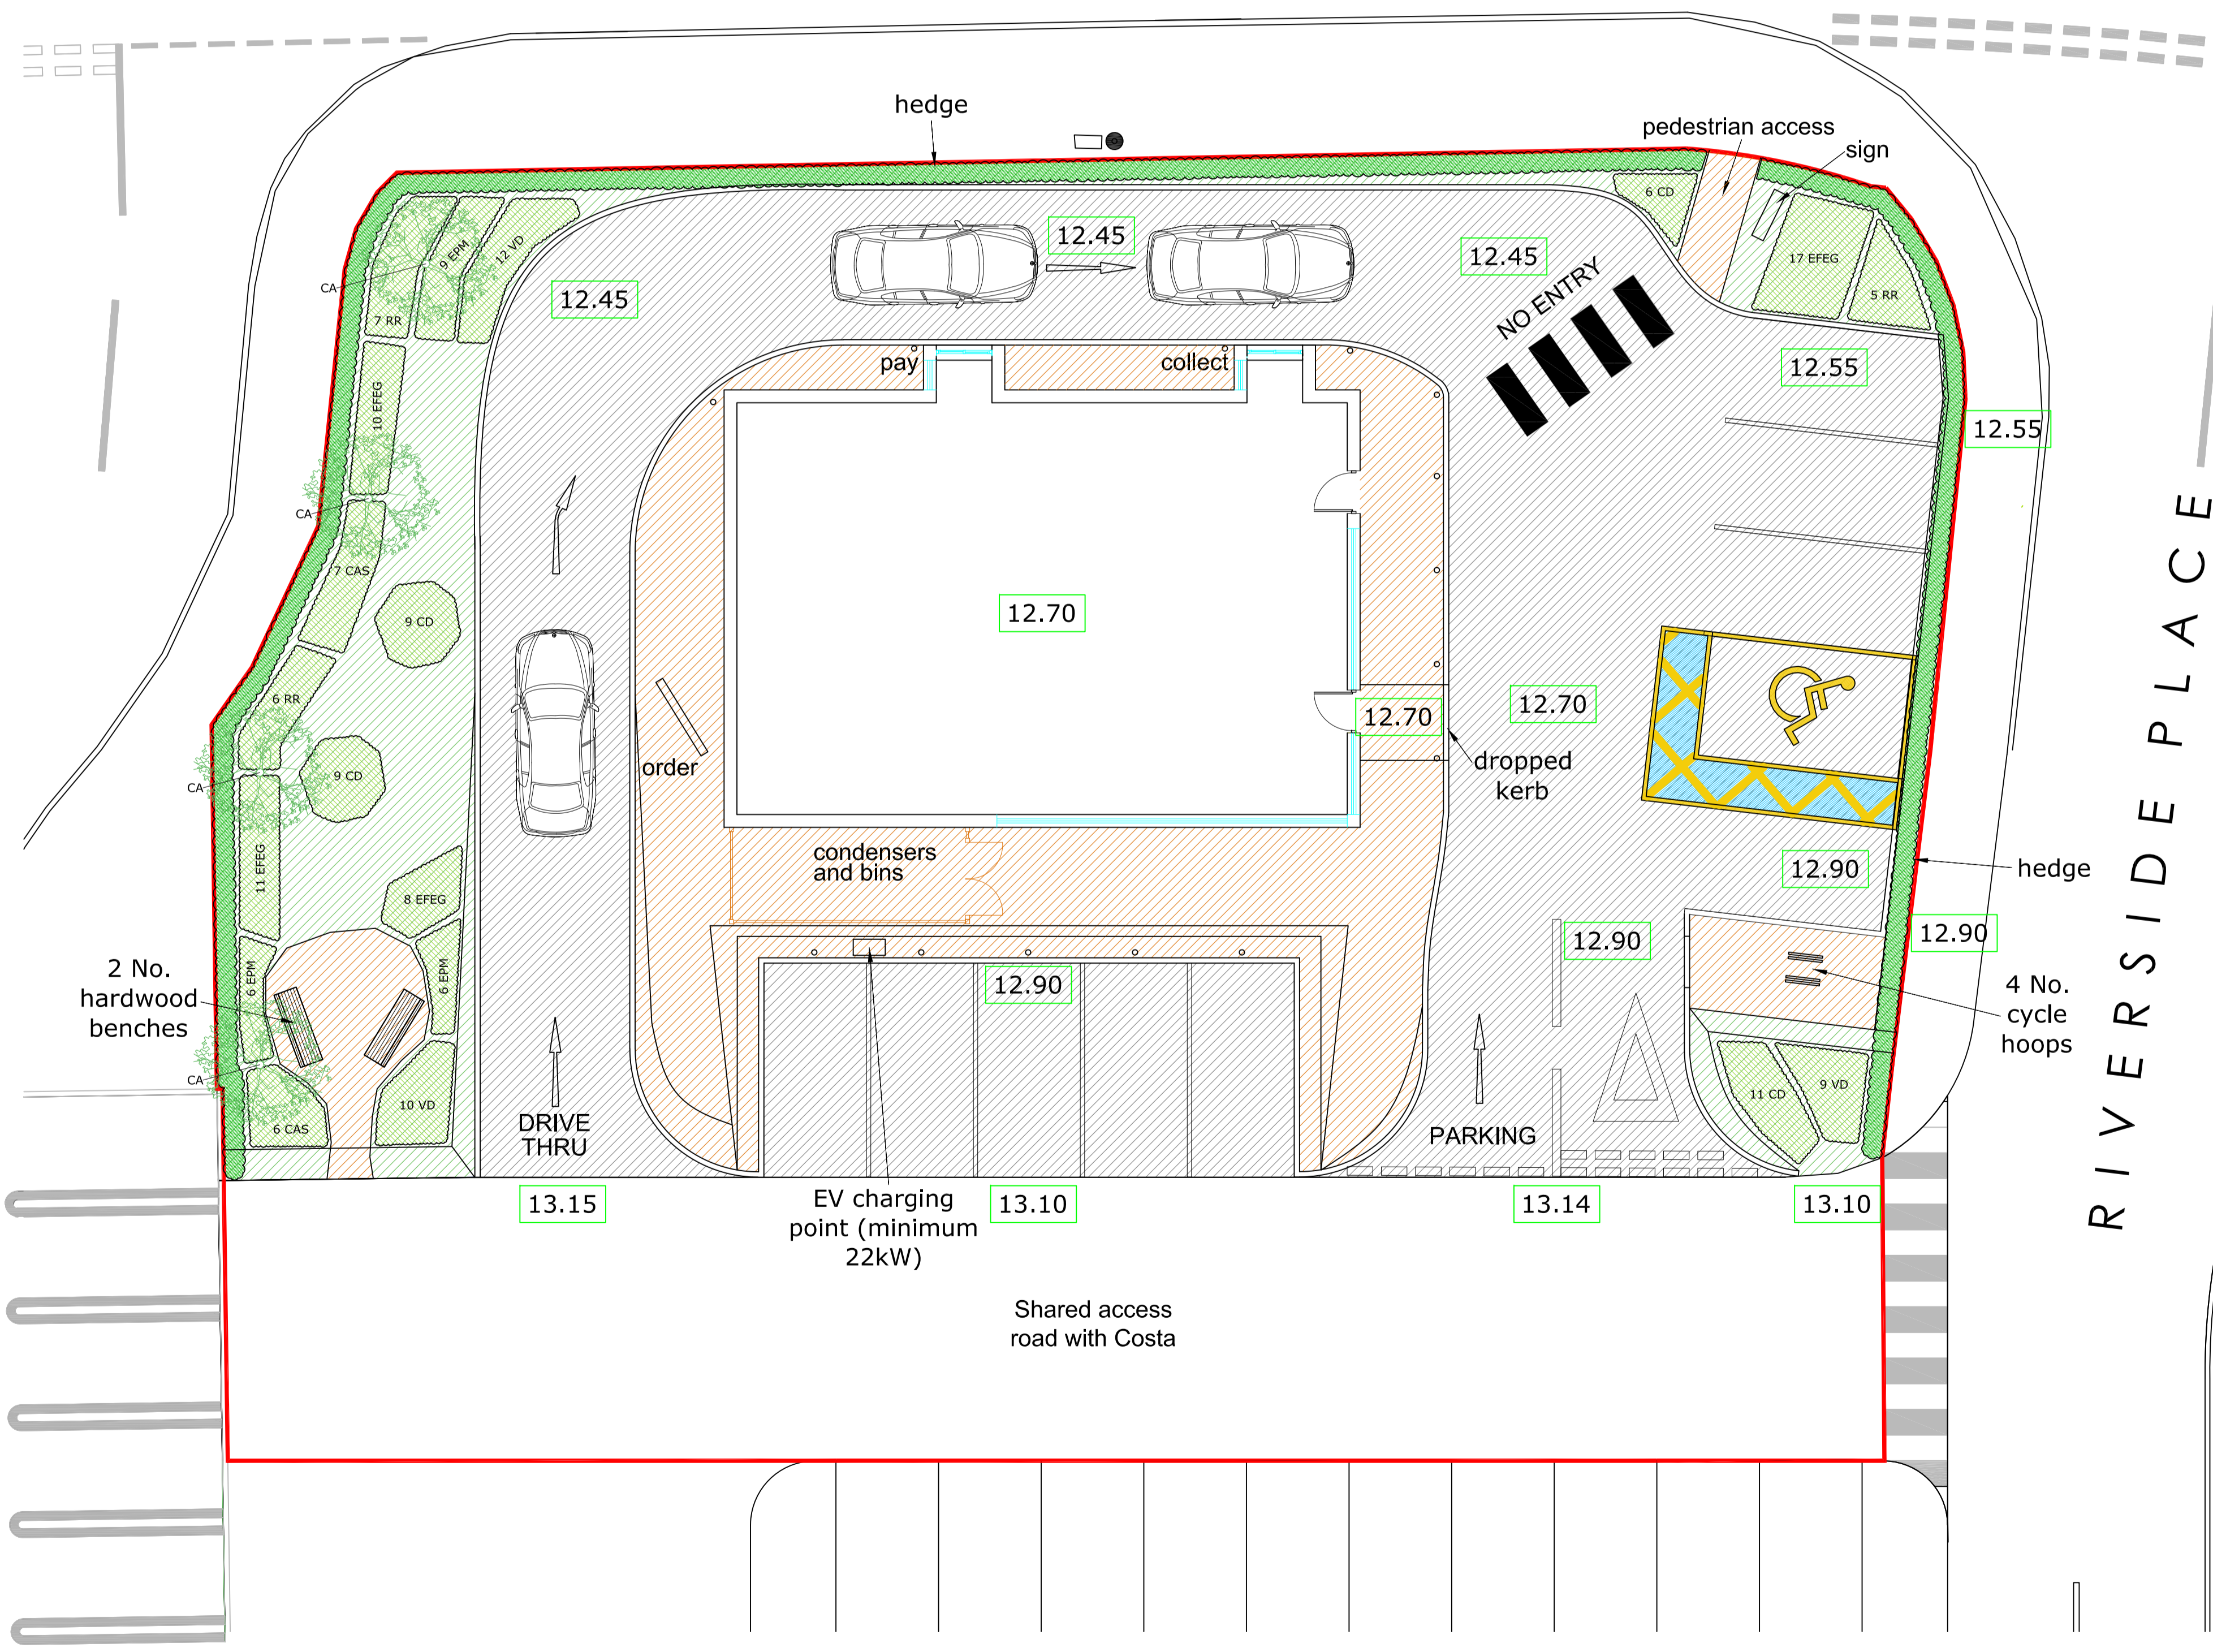 hedge
pedestrian access
sign
6 CD
9 EPM
12 VD
12.45
12.45
12.45
NO ENTRY
17 EFEG
5 RR
CA
7 RR
12.55
12.55
pay
collect
10 EFEG
CA
7 CAS
9 CD
12.70
6 RR
12.70
12.70
order
dropped
kerb
9 CD
CA
condensers
and bins
11 EFEG
8 EFEG
12.90
hedge
12.90
12.90
RIVERSIDE PLACE
2 No.
hardwood
benches
6 EPM
6 EPM
12.90
4 No.
cycle
hoops
CA
6 CAS
10 VD
DRIVE
THRU
PARKING
11 CD
9 VD
13.15
EV charging
point (minimum
22kW)
13.10
13.14
13.10
Shared access
road with Costa